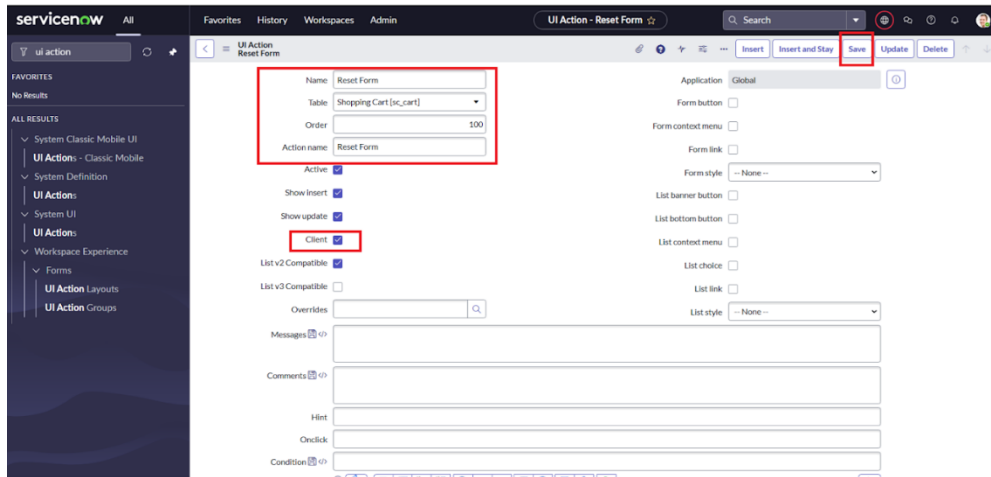 servicenow All Favorites History Workspaces Admin UI Action - Reset Form Search
ui action
UI Action
Reset Form
Insert Insert and Stay Save Update Delete
FAVORITES
No Results
ALL RESULTS
System Classic Mobile UI
UI Actions - Classic Mobile
System Definition
UI Actions
System UI
UI Actions
Workspace Experience
Forms
UI Action Layouts
UI Action Groups
Name Reset Form
Table Shopping Cart [sc_cart]
Order 100
Action name Reset Form
Active
Show insert
Show update
Client
List v2 Compatible
List v3 Compatible
Overrides
Application Global
Form button
Form context menu
Form link
Form style -- None --
List banner button
List bottom button
List context menu
List choice
List link
List style -- None --
Messages
Comments
Hint
Onclick
Condition